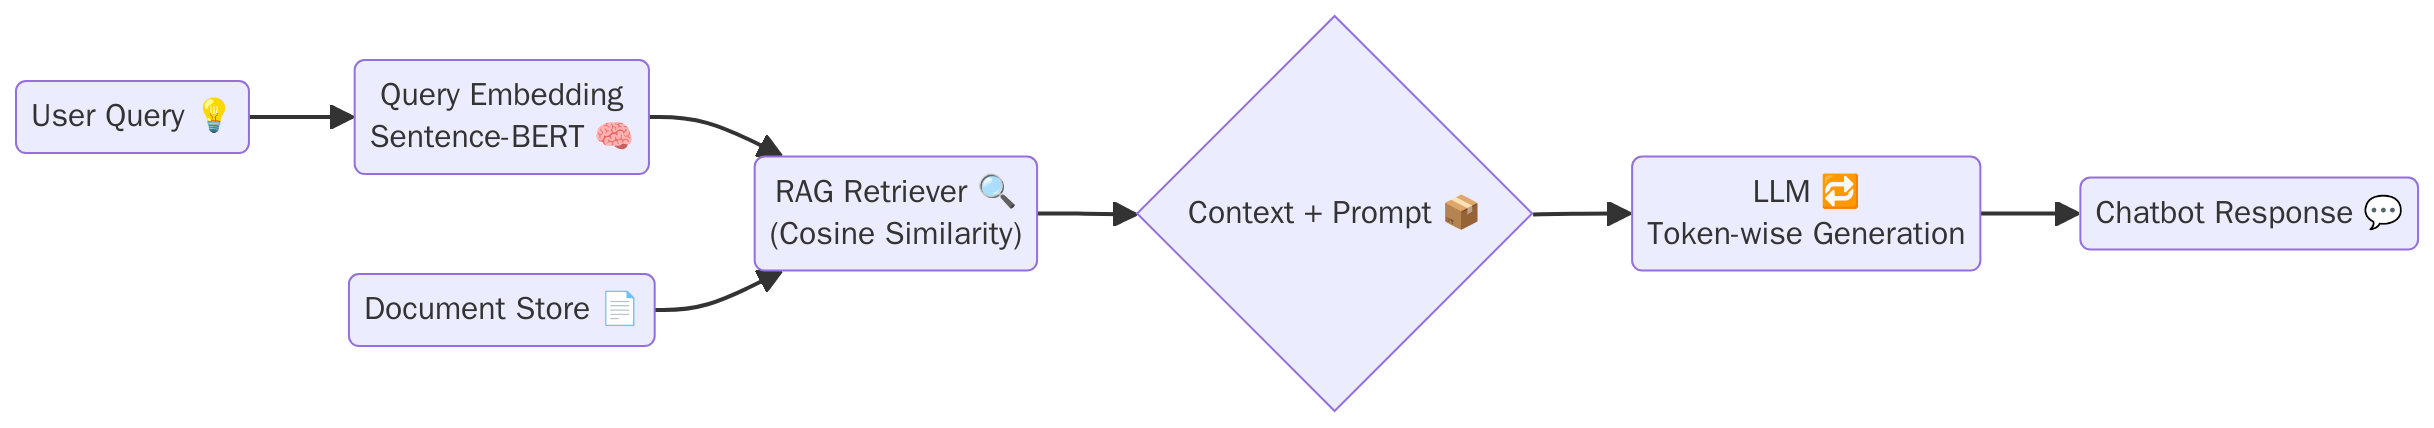 User Query 💡
Query Embedding
Sentence-BERT 🧠
Document Store 📄
RAG Retriever 🔍
(Cosine Similarity)
Context + Prompt 📦
LLM 🔁
Token-wise Generation
Chatbot Response 💬